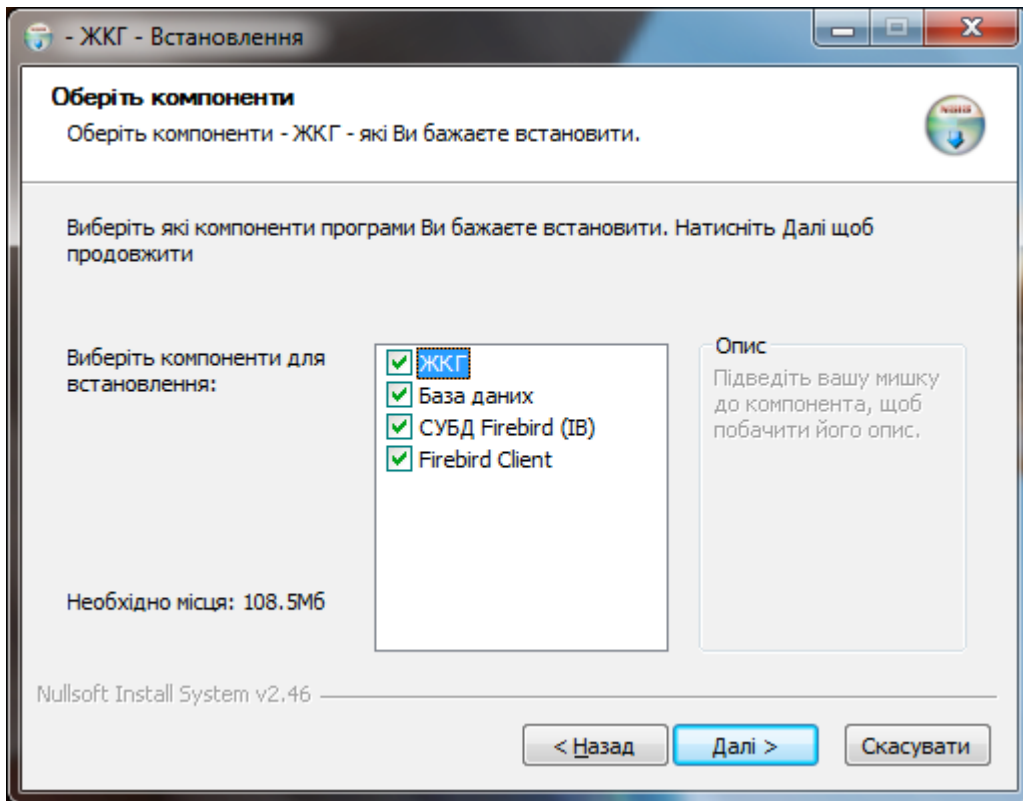 - ЖКГ - Встановлення
Оберіть компоненти
Оберіть компоненти - ЖКГ - які Ви бажаєте встановити.
Виберіть які компоненти програми Ви бажаєте встановити. Натисніть Далі щоб
продовжити
Виберіть компоненти для
встановлення:
ЖКГ
База даних
СУБД Firebird (IB)
Firebird Client
Опис
Підведіть вашу мишку
до компонента, щоб
побачити його опис.
Необхідно місця: 108.5Мб
Nullsoft Install System v2.46
< Назад
Далі >
Скасувати